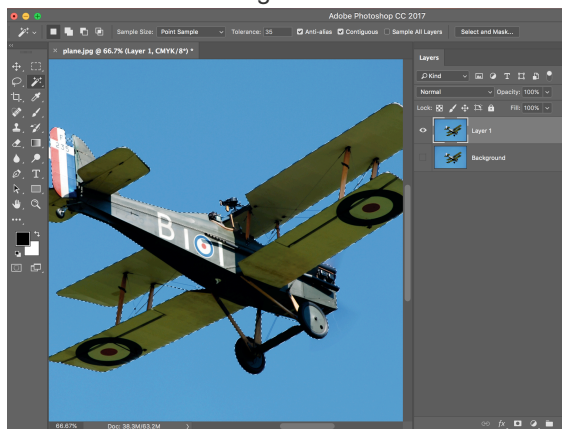 Adobe Photoshop CC 2017
Sample Size: Point Sample Tolerance: 35 Anti-alias Contiguous Sample All Layers Select and Mask...
× plane.jpg @ 66.7% (Layer 1, CMYK/8*) *
Layers
Kind
Normal Opacity: 100%
Lock: Fill: 100%
Layer 1
Background
B 1
66.67% Doc: 38.3M/63.2M